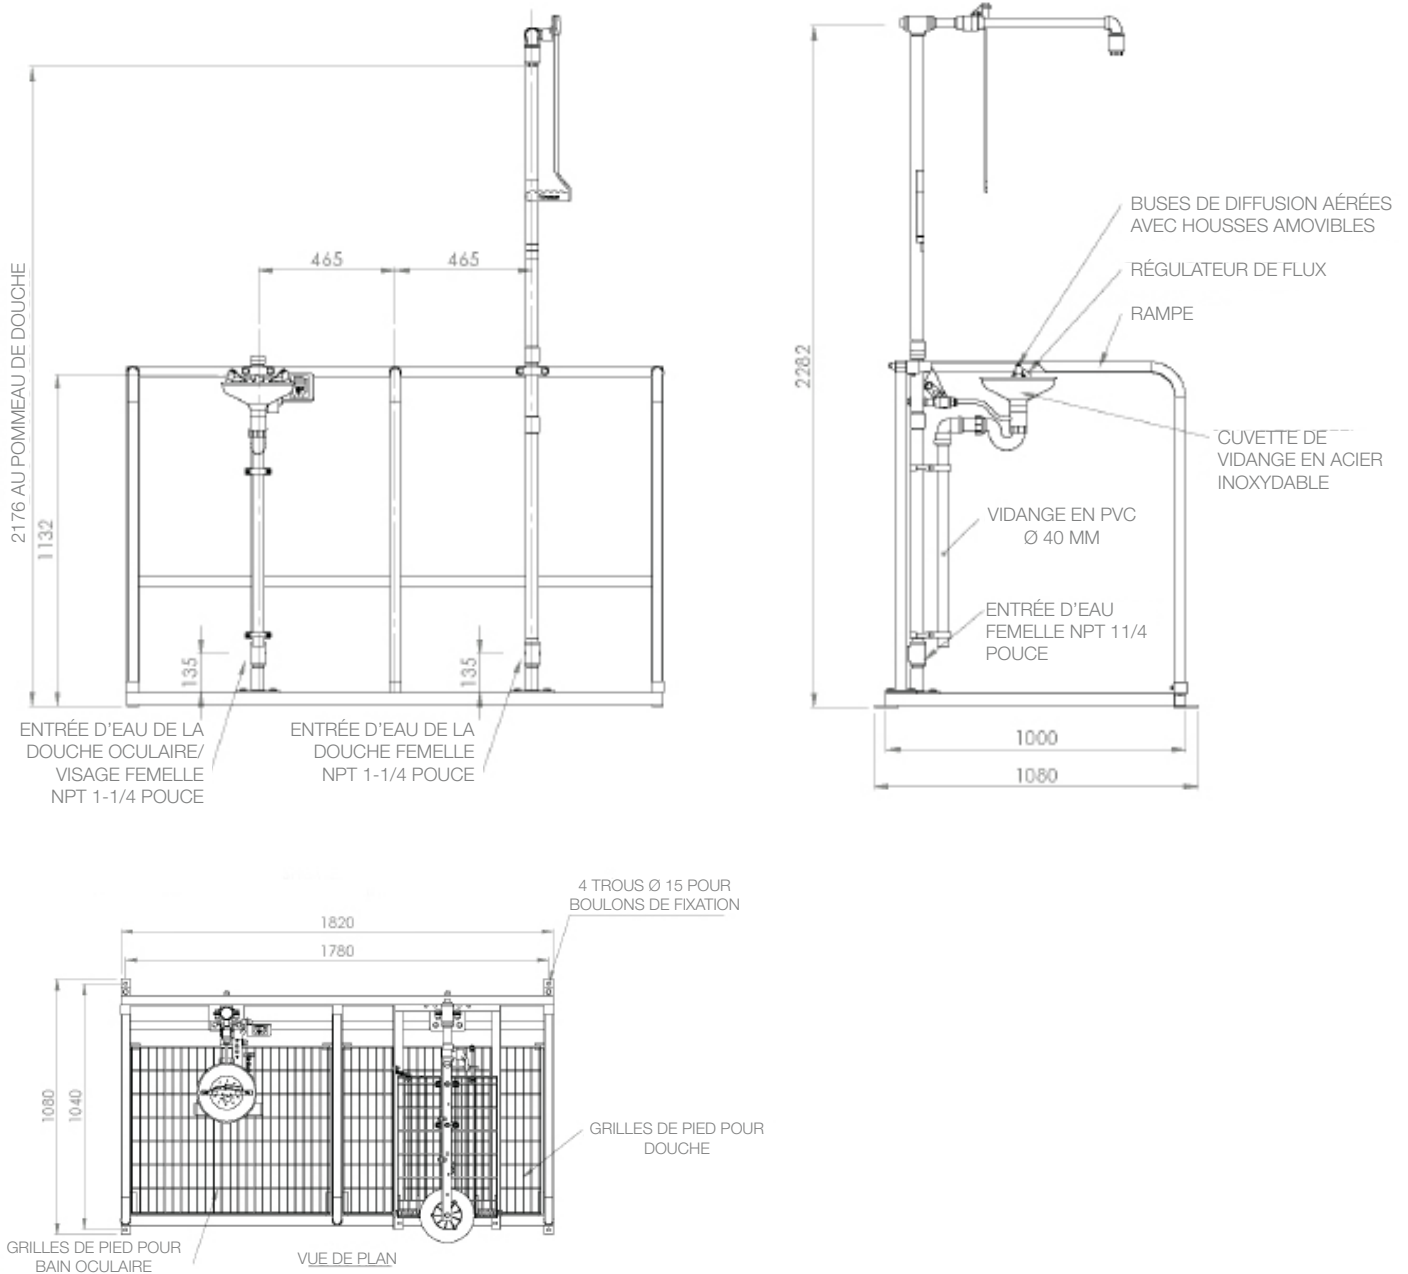 465
465
2176 AU POMMEAU DE DOUCHE
1132
135
135
ENTRÉE D'EAU DE LA
DOUCHE OCULAIRE/
VISAGE FEMELLE
NPT 1-1/4 POUCE
ENTRÉE D'EAU DE LA
DOUCHE FEMELLE
NPT 1-1/4 POUCE
2282
BUSES DE DIFFUSION AÉRÉES
AVEC HOUSSES AMOVIBLES
RÉGULATEUR DE FLUX
RAMPE
CUVETTE DE
VIDANGE EN ACIER
INOXYDABLE
VIDANGE EN PVC
Ø 40 MM
ENTRÉE D'EAU
FEMELLE NPT 11/4
POUCE
1000
1080
4 TROUS Ø 15 POUR
BOULONS DE FIXATION
1820
1780
1080
1040
GRILLES DE PIED POUR
DOUCHE
GRILLES DE PIED POUR
BAIN OCULAIRE
VUE DE PLAN